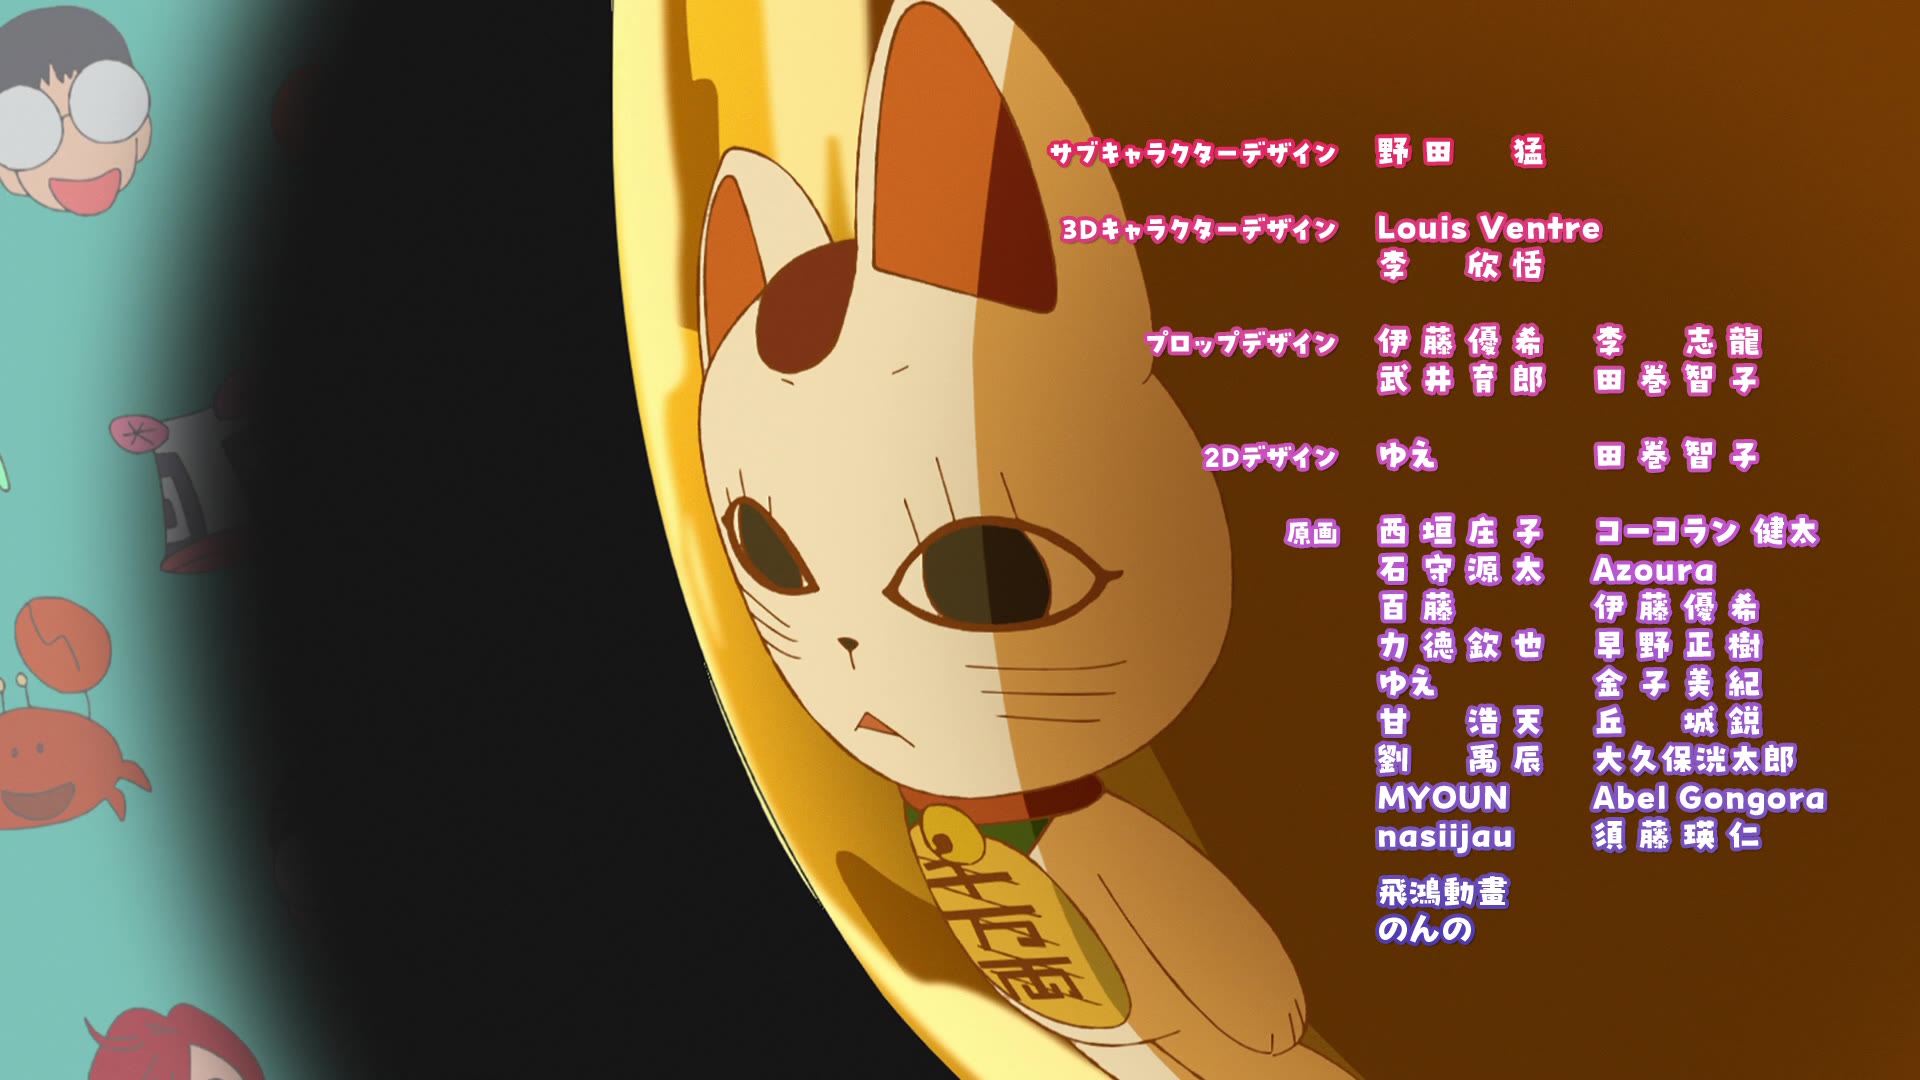 サブキャラクターデザイン 野田 猛
3Dキャラクターデザイン Louis Ventre
李 欣恬
プロップデザイン 伊藤優希 李 志龍
武井育郎 田巻智子
2Dデザイン ゆえ 田巻智子
原画 西垣庄子 コーコラン 健太
石守源太 Azoura
百藤 伊藤優希
力徳欽也 早野正樹
ゆえ 金子美紀
甘 浩天 丘 城鋭
劉 禹辰 大久保洸太郎
MYOUN Abel Gongora
nasiijau 須藤瑛仁
飛鴻動畫
のんの
千万両